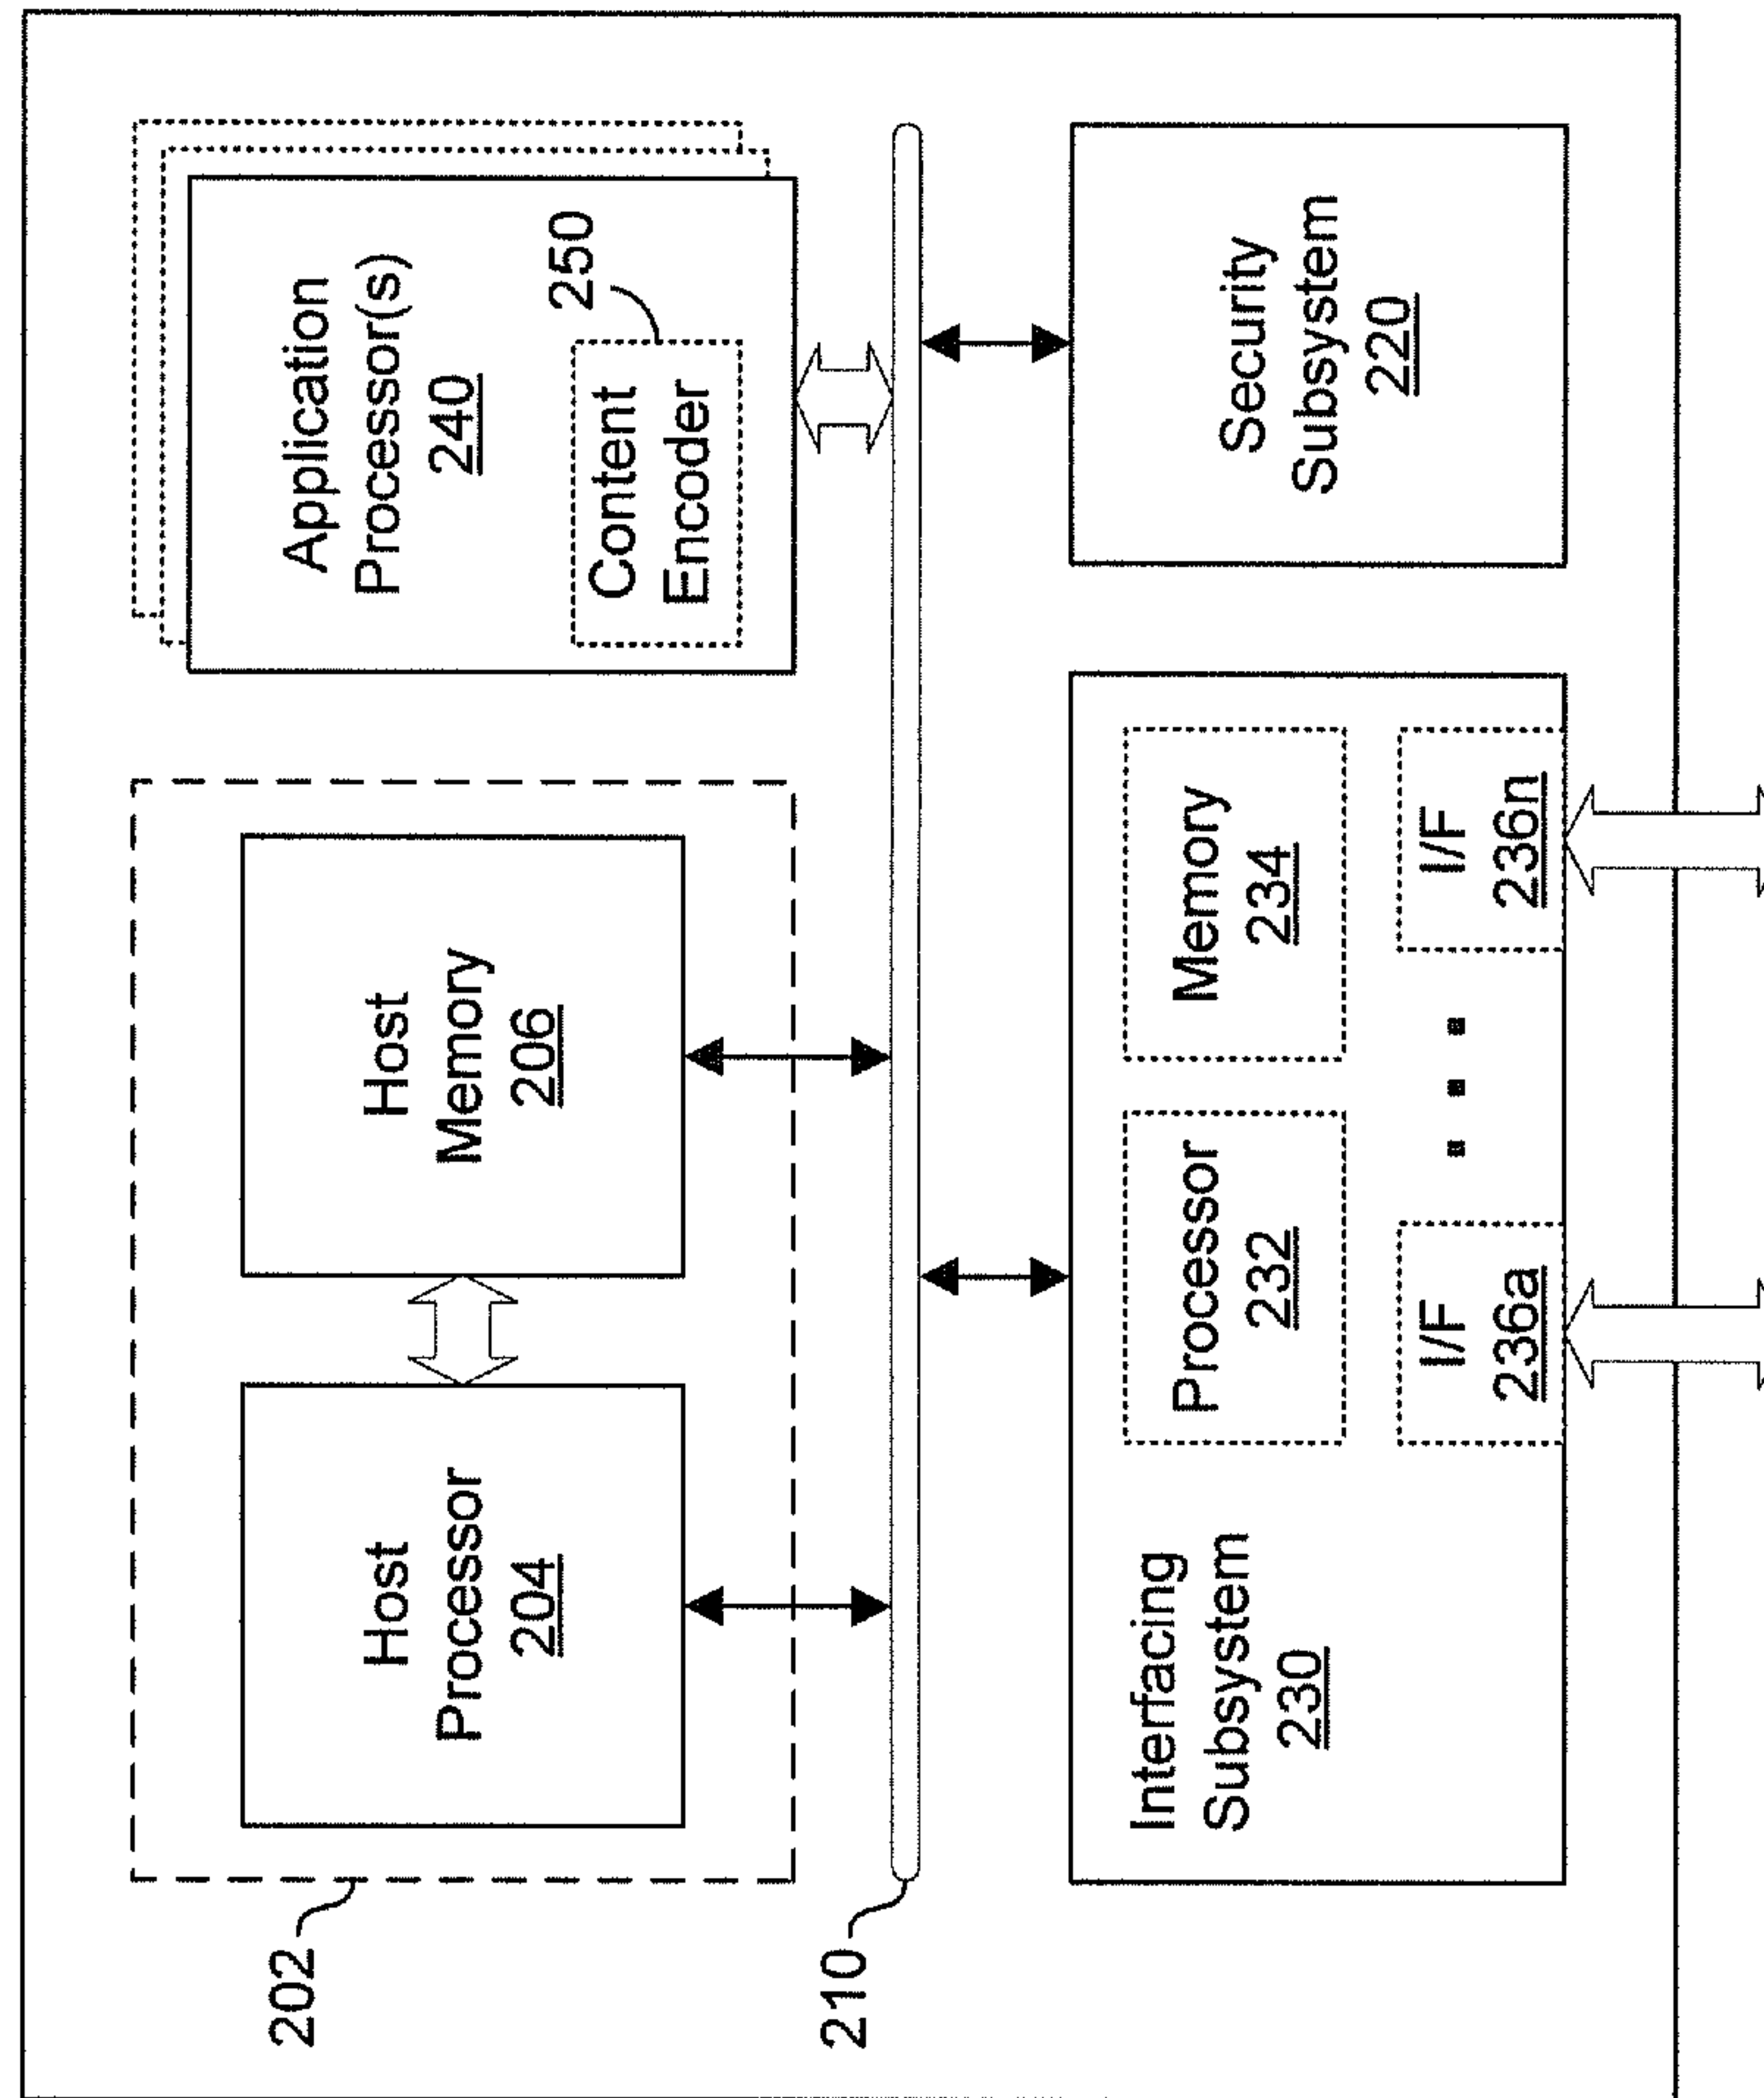 202
Host
Processor
204
Host
Memory
206
Application
Processor(s)
240
250
Content
Encoder
210
Interfacing
Subsystem
230
Processor
232
Memory
234
I/F
236a
I/F
236n
Security
Subsystem
220